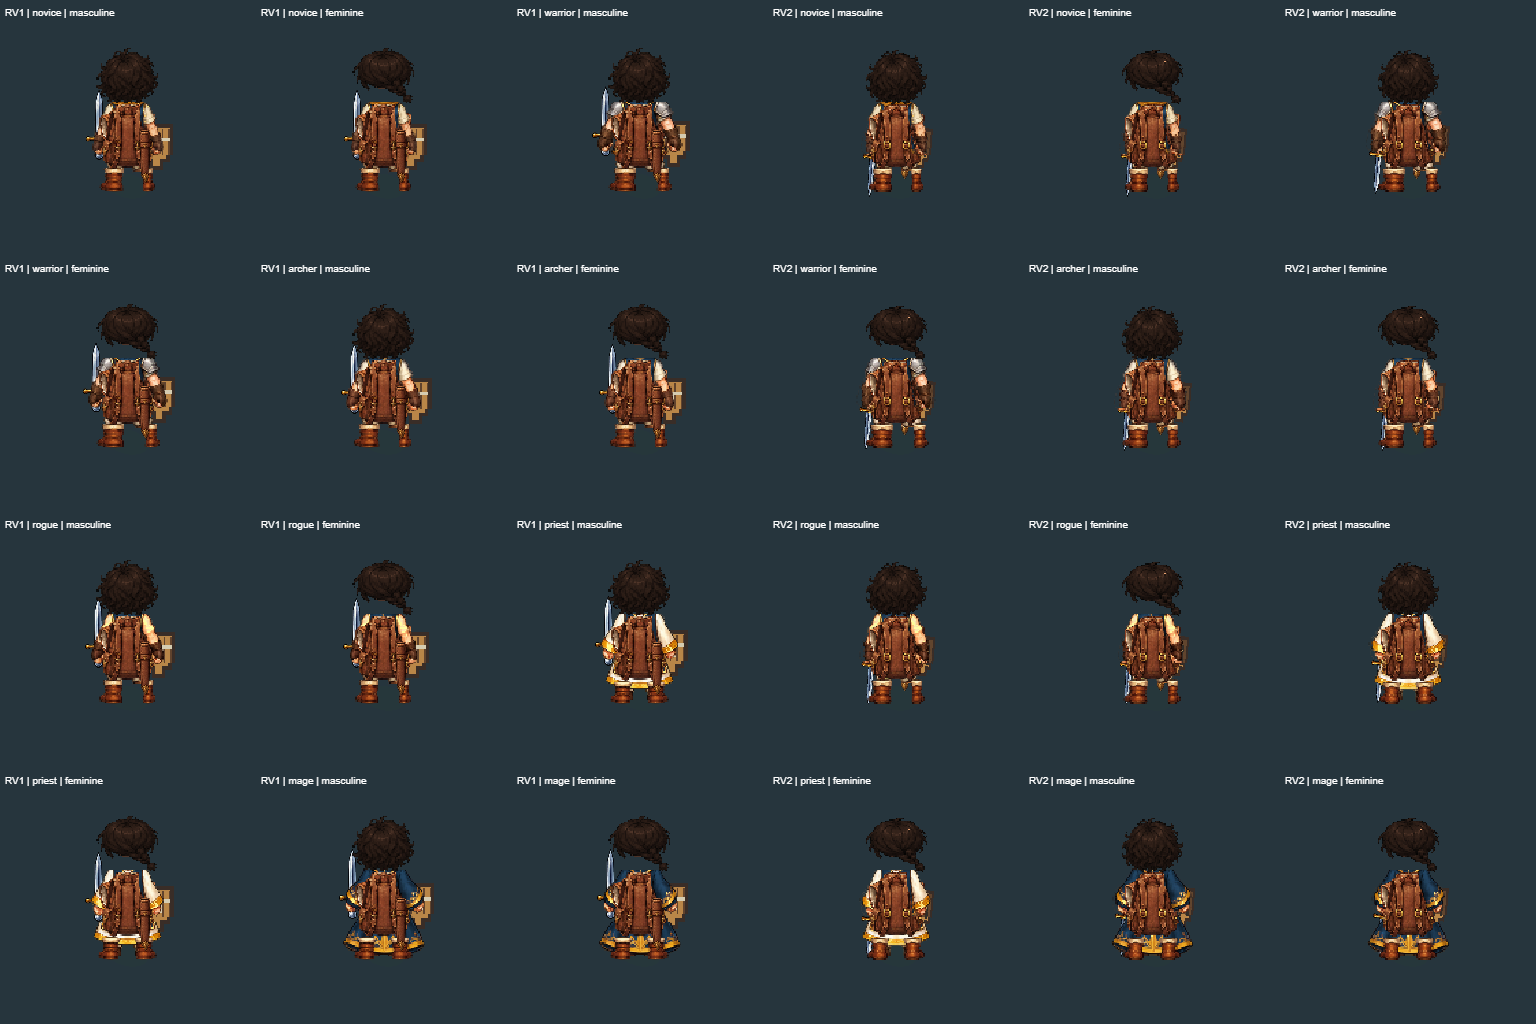 RV1 | novice | masculine
RV1 | novice | feminine
RV1 | warrior | masculine
RV2 | novice | masculine
RV2 | novice | feminine
RV2 | warrior | masculine
RV1 | warrior | feminine
RV1 | archer | masculine
RV1 | archer | feminine
RV2 | warrior | feminine
RV2 | archer | masculine
RV2 | archer | feminine
RV1 | rogue | masculine
RV1 | rogue | feminine
RV1 | priest | masculine
RV2 | rogue | masculine
RV2 | rogue | feminine
RV2 | priest | masculine
RV1 | priest | feminine
RV1 | mage | masculine
RV1 | mage | feminine
RV2 | priest | feminine
RV2 | mage | masculine
RV2 | mage | feminine